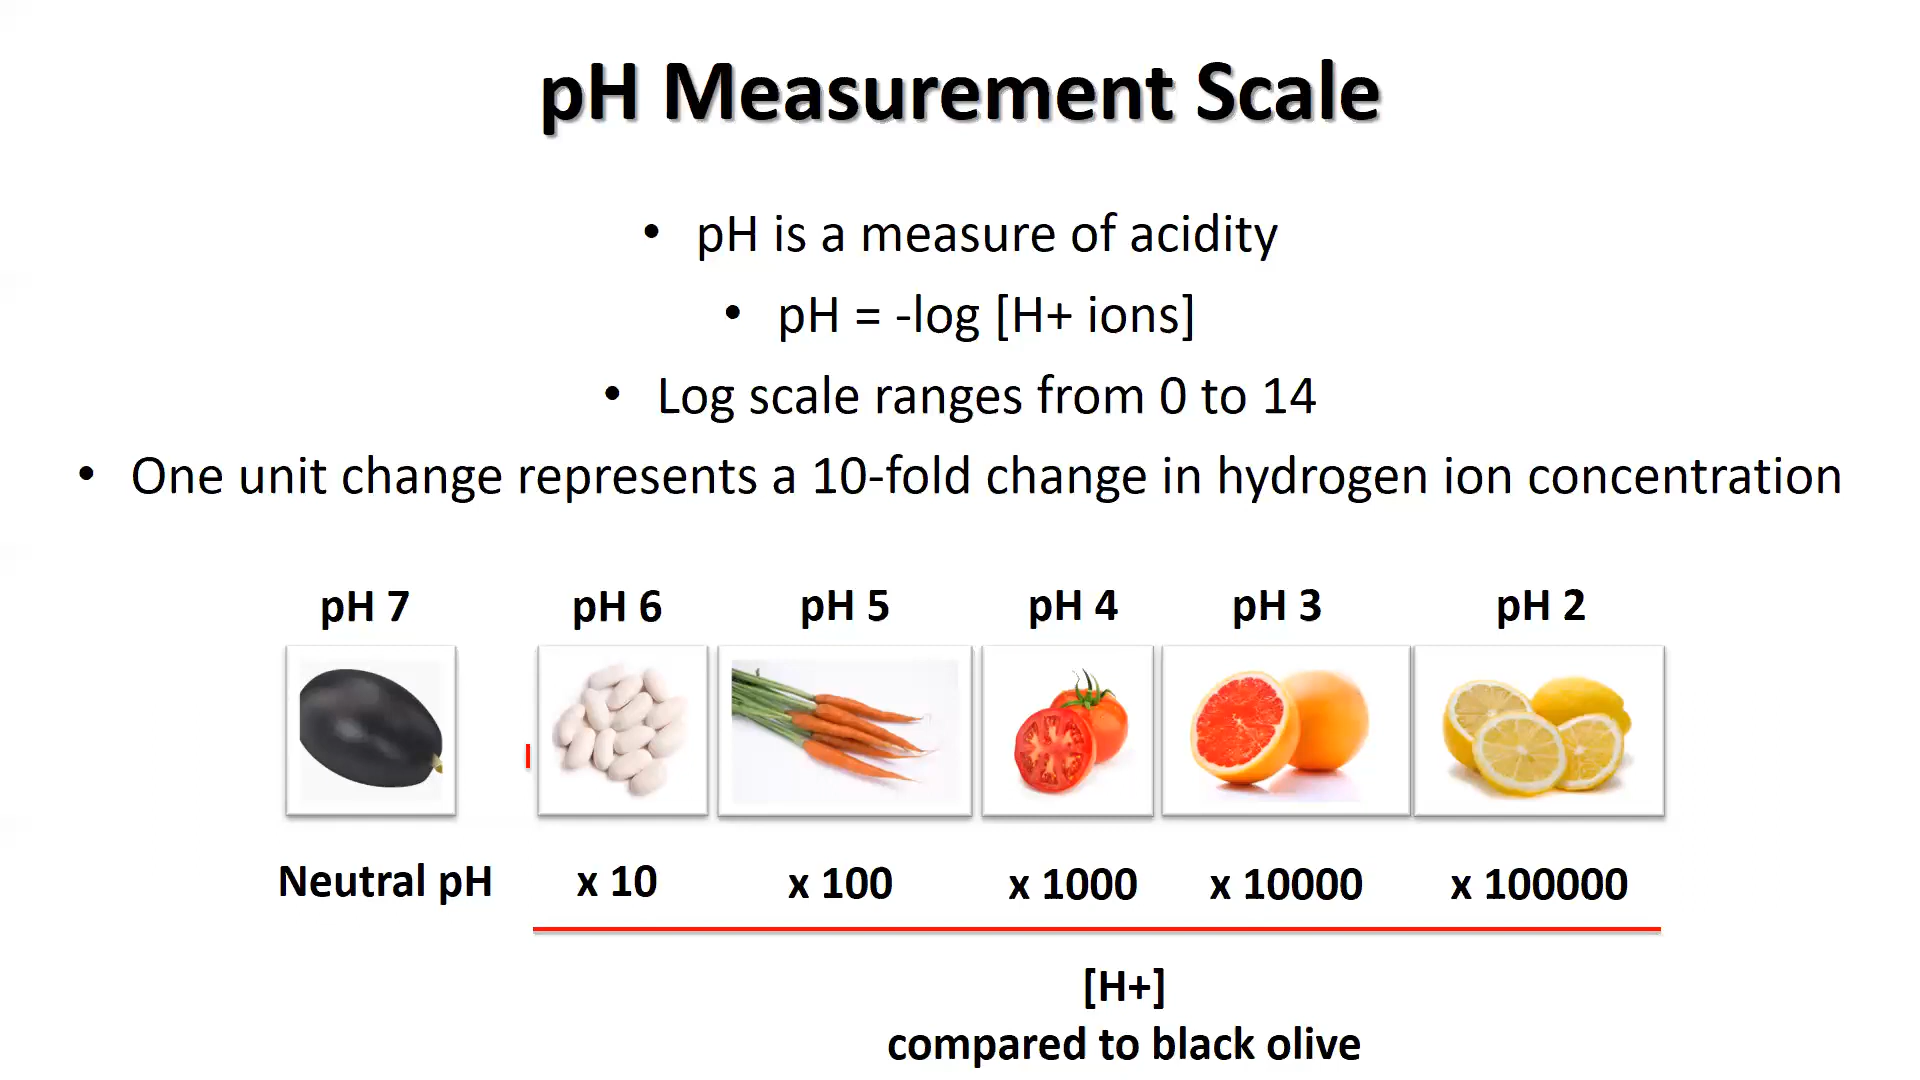 pH Measurement Scale
• pH is a measure of acidity
• pH = -log [H+ ions]
• Log scale ranges from 0 to 14
• One unit change represents a 10-fold change in hydrogen ion concentration
pH 7 pH 6 pH 5 pH 4 pH 3 pH 2
Neutral pH x 10 x 100 x 1000 x 10000 x 100000
[H+]
compared to black olive